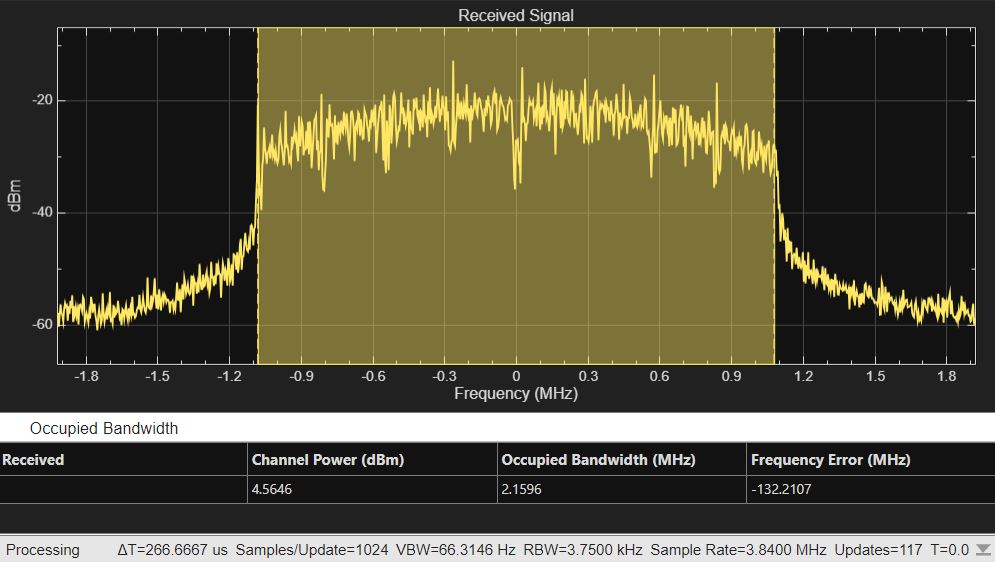 Received Signal
-20
-40
-60
dBm
-1.8 -1.5 -1.2 -0.9 -0.6 -0.3 0 0.3 0.6 0.9 1.2 1.5 1.8
Frequency (MHz)
Occupied Bandwidth
Received Channel Power (dBm) Occupied Bandwidth (MHz) Frequency Error (MHz)
4.5646 2.1596 -132.2107
Processing ΔT=266.6667 us Samples/Update=1024 VBW=66.3146 Hz RBW=3.7500 kHz Sample Rate=3.8400 MHz Updates=117 T=0.0